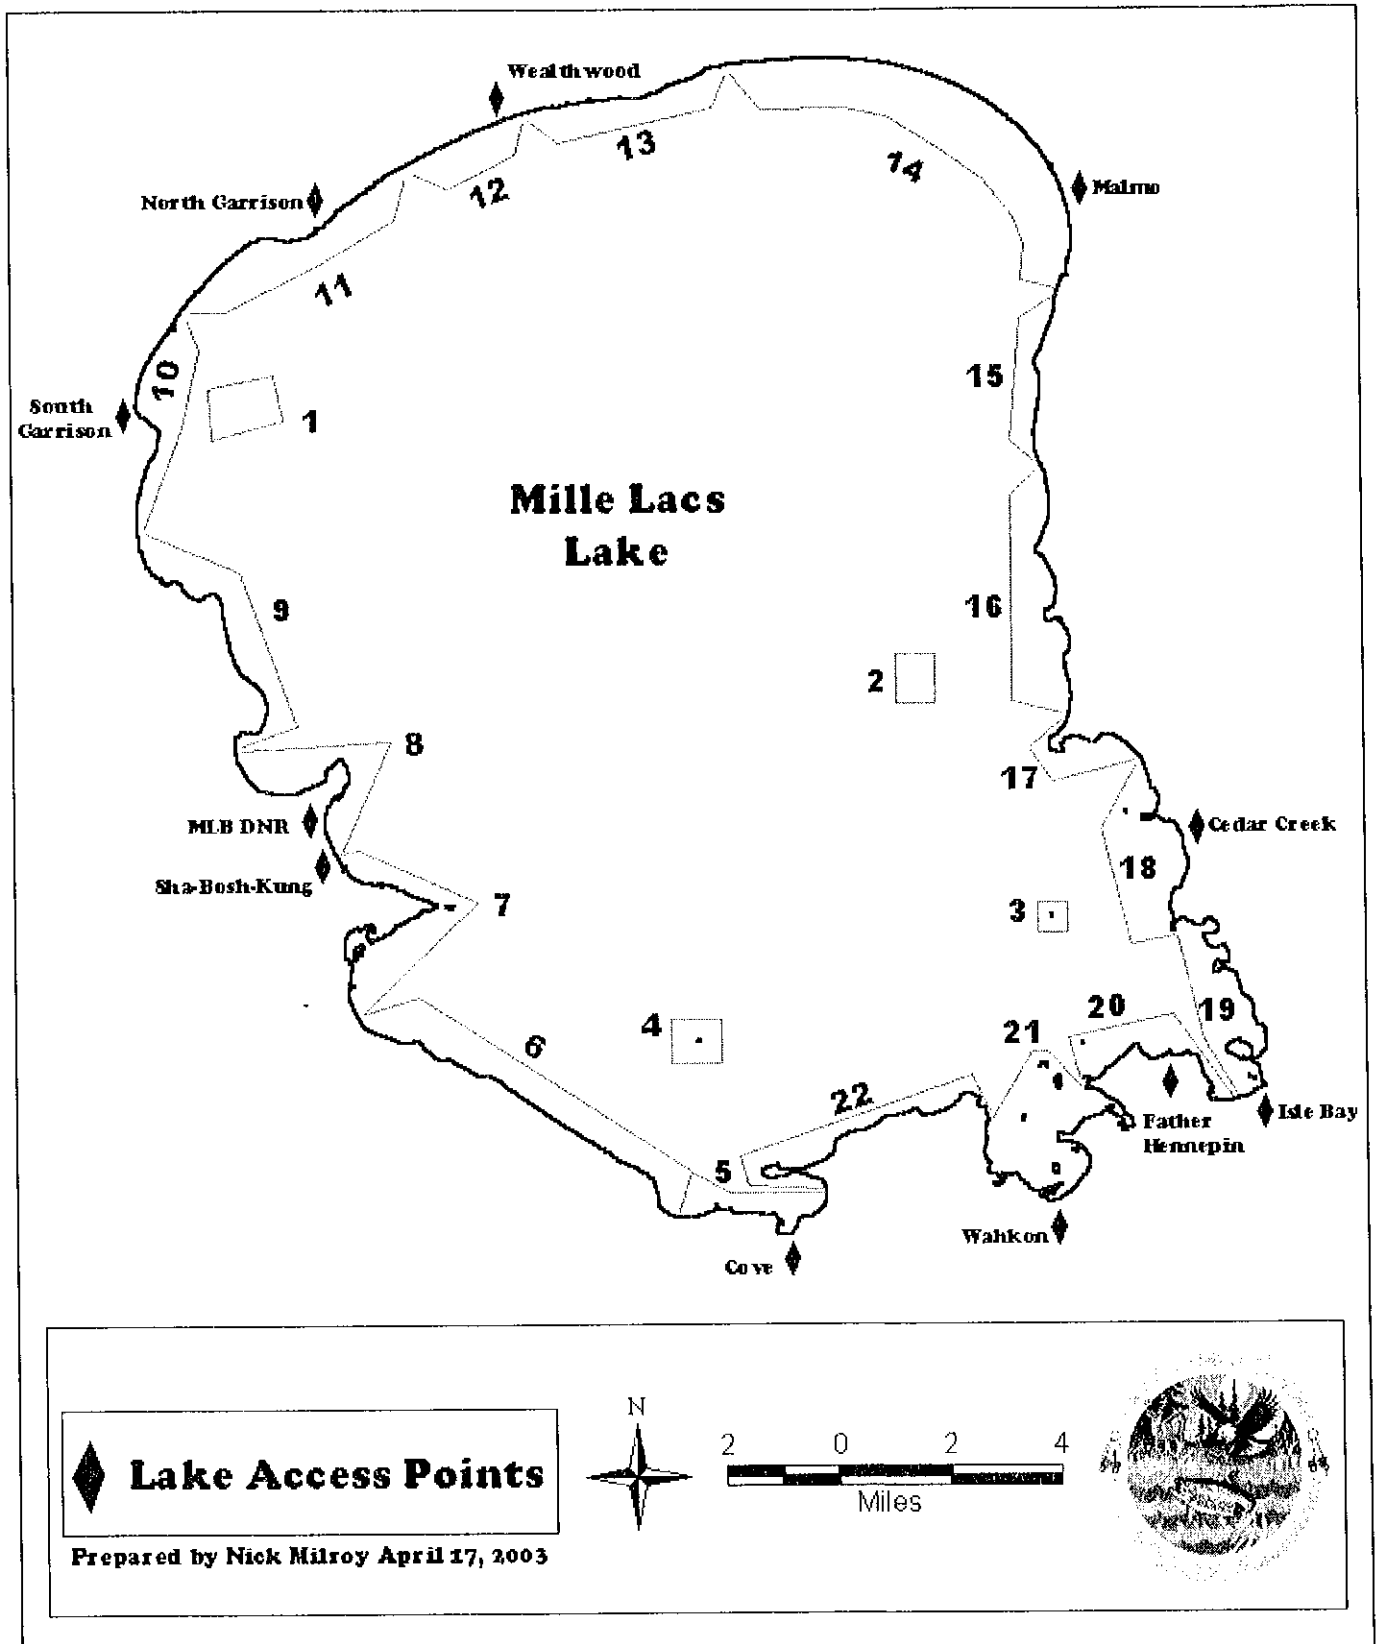 Wealthwood
13
14
12
North Garrison
Malmo
11
10
15
South
Garrison
1
Mille Lacs
Lake
16
9
2
8
17
MLB DNR
Cedar Creek
18
Sha-Bosh-Kung
7
3
19
20
4
21
6
22
Isle Bay
Father
Hennepin
5
Wahkon
Cove
N
2 0 2 4
Miles
Lake Access Points
Prepared by Nick Milroy April 17, 2003